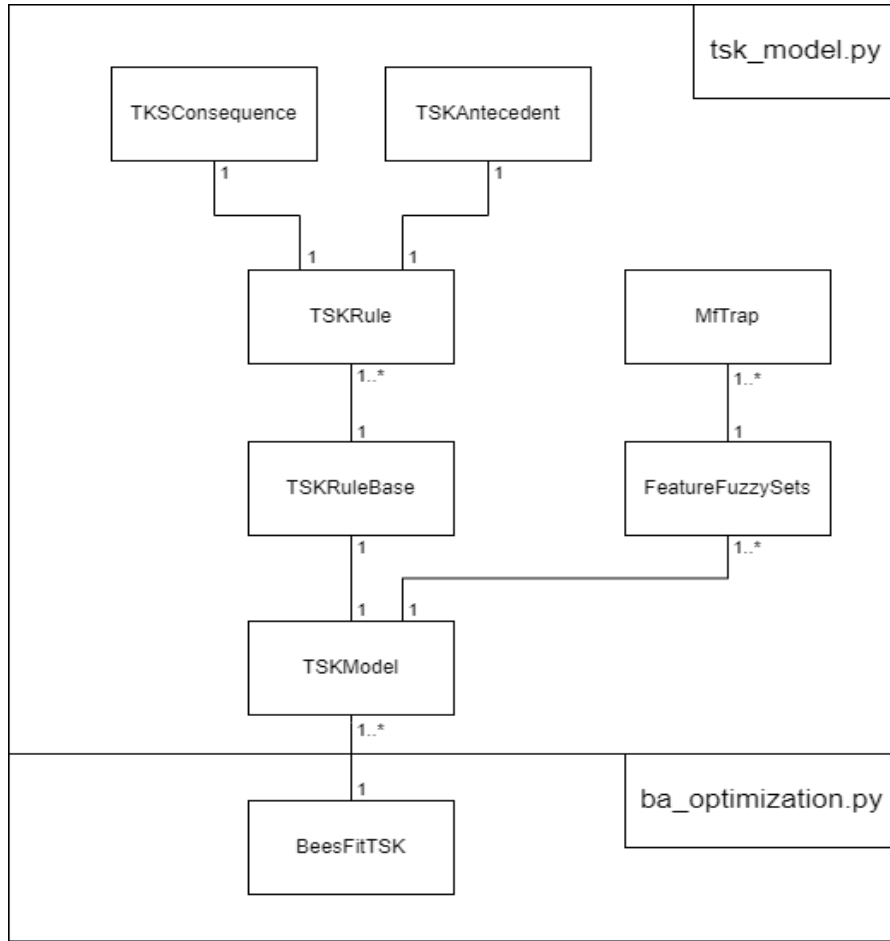 tsk_model.py
TKSConsequence
TSKAntecedent
1
1
1
1
TSKRule
MfTrap
1..*
1..*
1
1
TSKRuleBase
FeatureFuzzySets
1
1..*
1
1
TSKModel
1..*
ba_optimization.py
1
BeesFitTSK